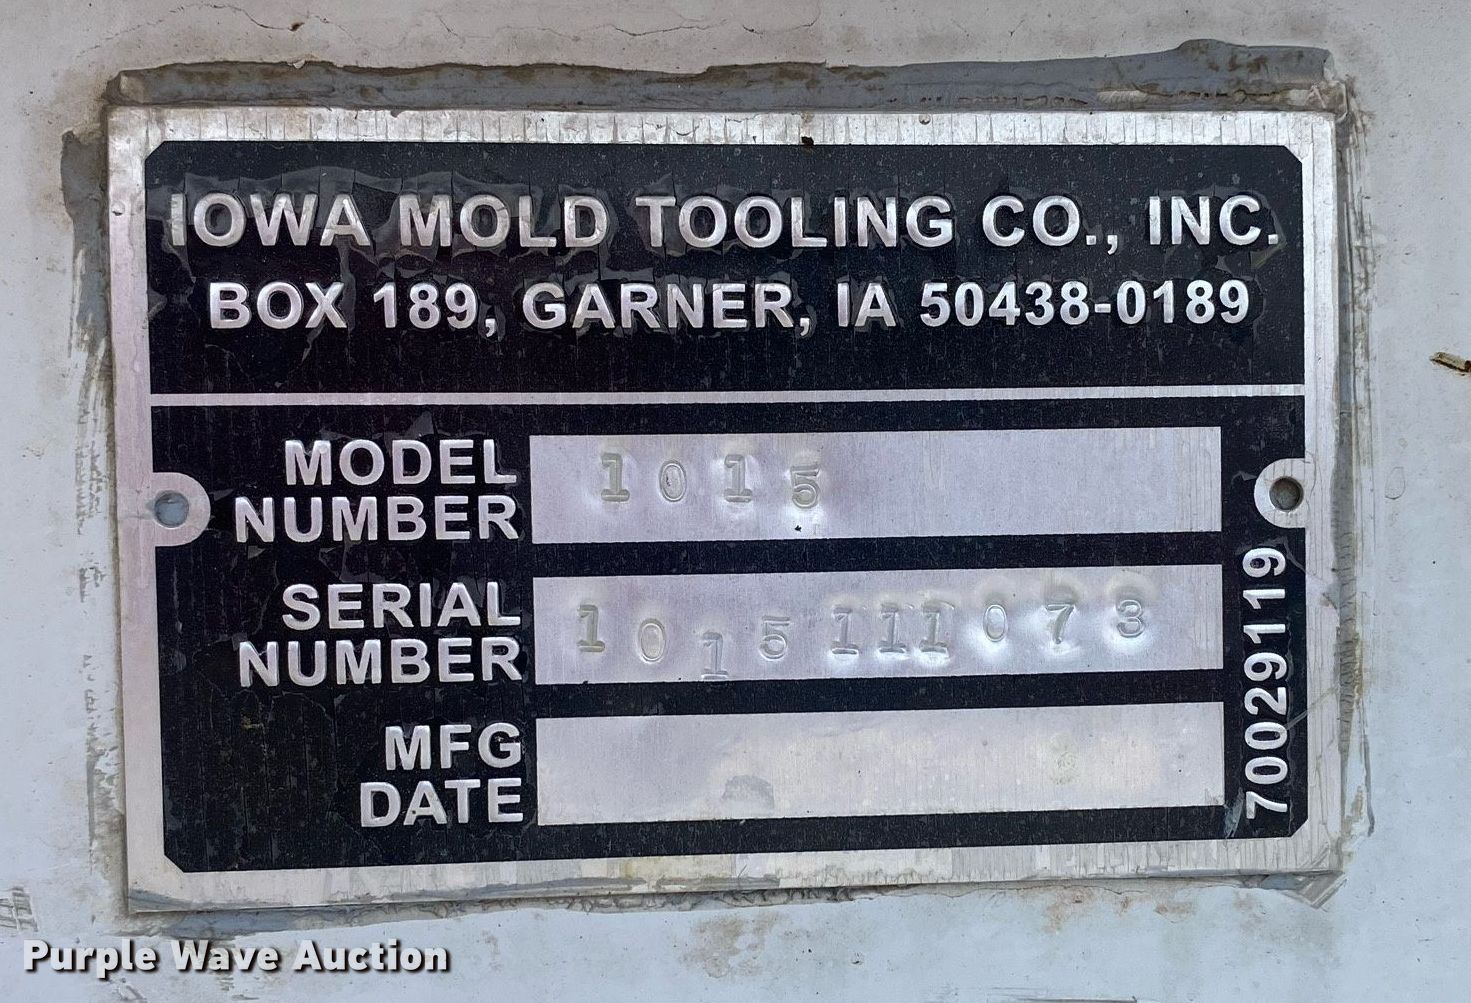 IOWA MOLD TOOLING CO., INC.
BOX 189, GARNER, IA 50438-0189
MODEL NUMBER 1015
SERIAL NUMBER 1015111073
MFG DATE
70029119
Purple Wave Auction